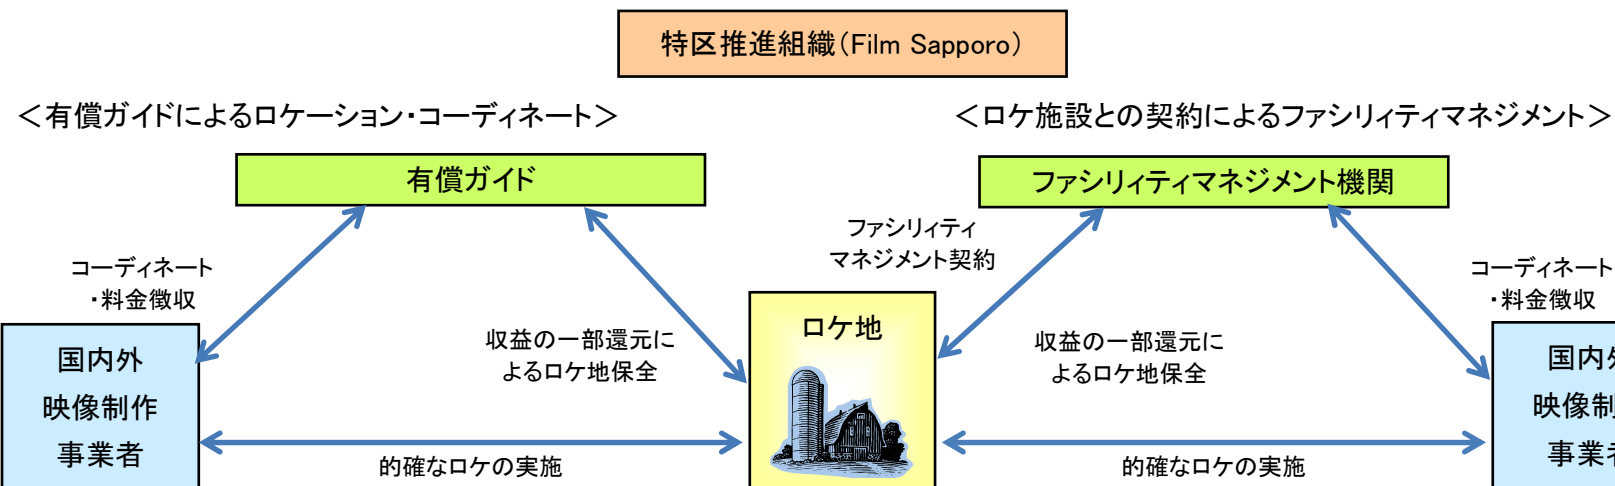 特区推進組織（Film Sapporo）
＜有償ガイドによるロケーション・コーディネート＞
＜ロケ施設との契約によるファシリィティマネジメント＞
有償ガイド
ファシリィティマネジメント機関
ファシリィティ
マネジメント契約
コーディネート
・料金徴収
コーディネート
・料金徴収
国内外
映像制作
事業者
収益の一部還元に
よるロケ地保全
ロケ地
収益の一部還元に
よるロケ地保全
国内
映像制
事業
的確なロケの実施
的確なロケの実施